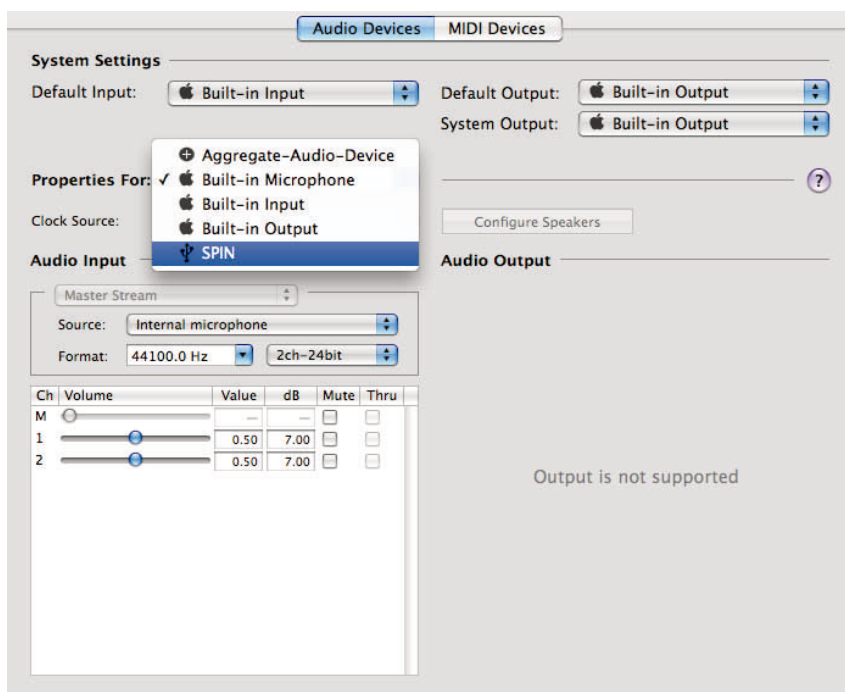 Audio Devices MIDI Devices
System Settings
Default Input: Built-in Input
Default Output: Built-in Output
System Output: Built-in Output
Aggregate-Audio-Device
Properties For: ✓ Built-in Microphone
?
Built-in Input
Clock Source:
Built-in Output
Configure Speakers
SPIN
Audio Input
Audio Output
Master Stream
Source: Internal microphone
Format: 44100.0 Hz 2ch-24bit
Ch Volume Value dB Mute Thru
M — —
1 0.50 7.00
2 0.50 7.00
Output is not supported